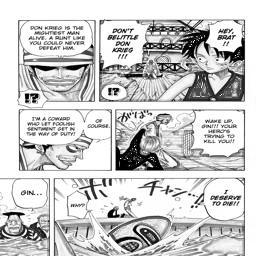 HEY,
BRAT
!!
DON'T
BELITTLE
DON
KRIEG
!!!
!?
DON KRIEG IS
THE MIGHTIEST
MAN ALIVE.
A RUNT LIKE
YOU COULD
NEVER
DEFEAT HIM.
!?
WAKE UP,
GIN!!! YOUR
HERO'S
TRYING TO
KILL YOU!!
OF
COURSE.
I'M A COWARD
WHO LET FOOLISH
SENTIMENT GET
IN THE WAY
OF DUTY!
I
DESERVE
TO DIE!!
WHY?
GIN...